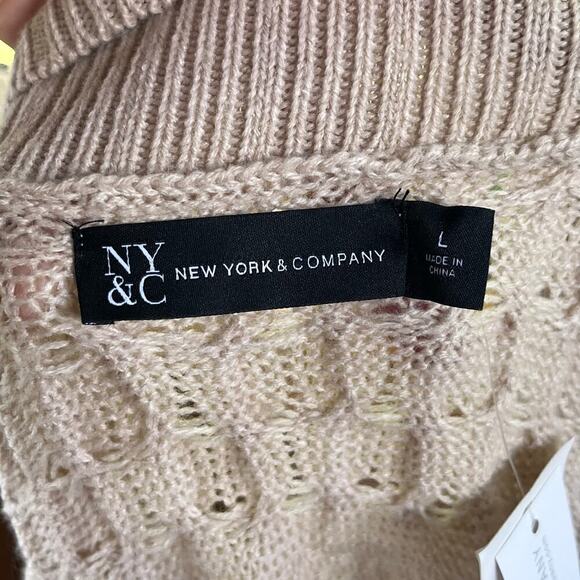 NY
&C
NEW YORK & COMPANY
L
MADE IN
CHINA